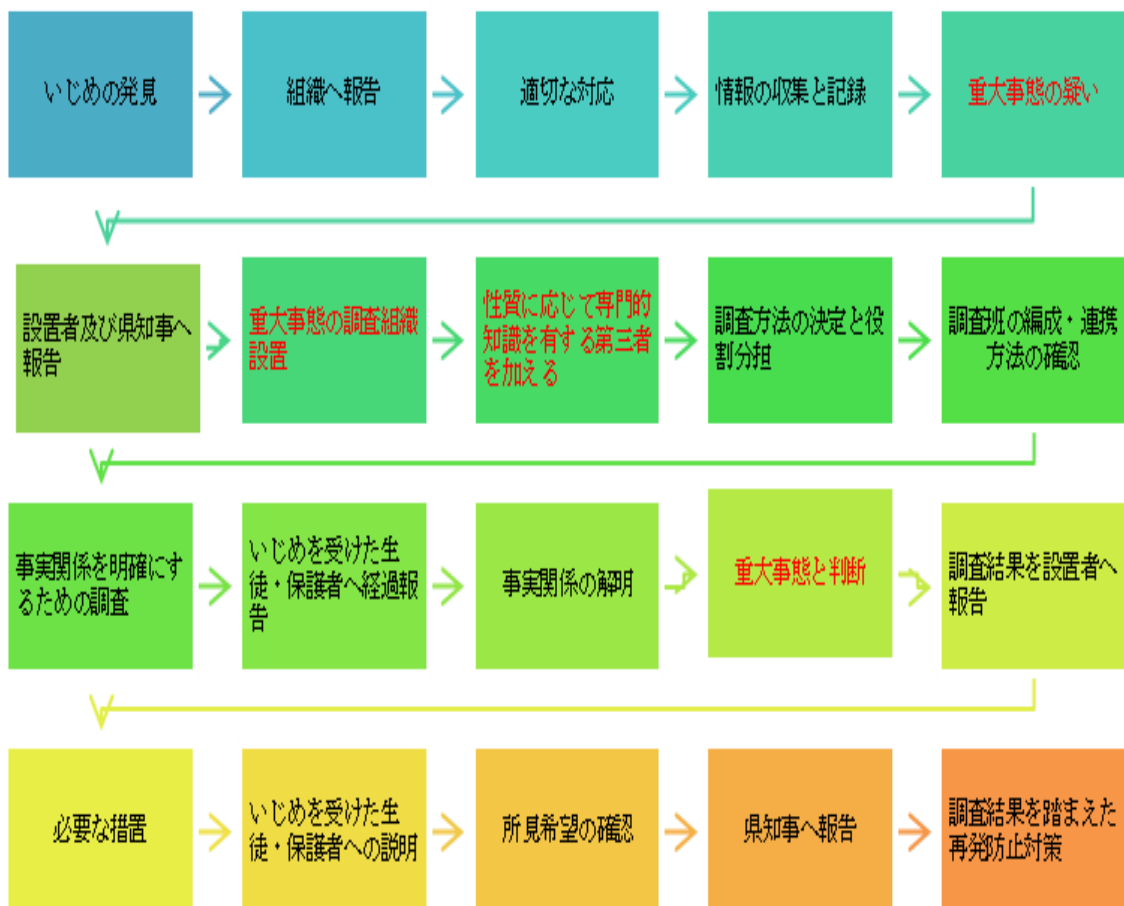 いじめの発見
組織へ報告
適切な対応
情報の収集と記録
重大事態の疑い
設置者及び県知事へ
報告
重大事態の調査組織
設置
性質に応じて専門的
知識を有する第三者
を加える
調査方法の決定と役
割分担
調査班の編成・連携
方法の確認
事実関係を明確にす
るための調査
いじめを受けた生
徒・保護者へ経過報
告
事実関係の解明
重大事態と判断
調査結果を設置者へ
報告
必要な措置
いじめを受けた生
徒・保護者への説明
所見希望の確認
県知事へ報告
調査結果を踏まえた
再発防止対策